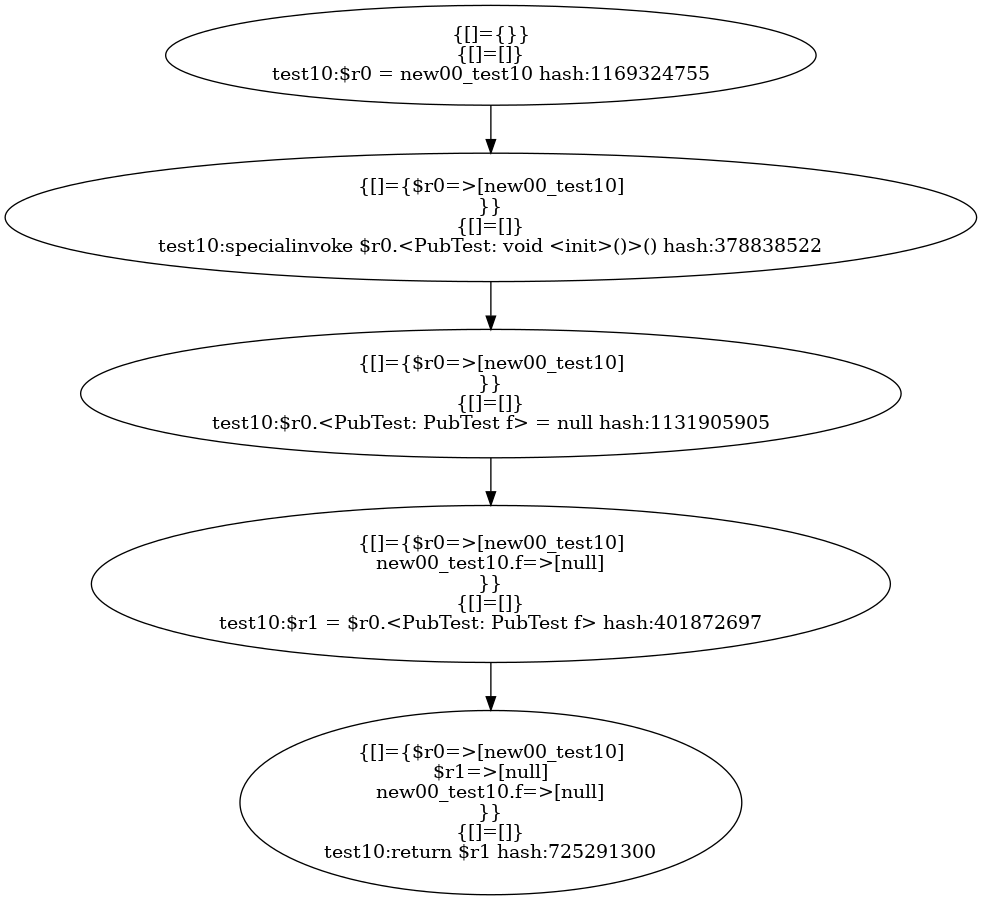 {[]={}}
{[]=[]}
test10:$r0 = new00_test10 hash:1169324755
{[]={$r0=>[new00_test10]
}}
{[]=[]}
test10:specialinvoke $r0.<PubTest: void <init>()>() hash:378838522
{[]={$r0=>[new00_test10]
}}
{[]=[]}
test10:$r0.<PubTest: PubTest f> = null hash:1131905905
{[]={$r0=>[new00_test10]
new00_test10.f=>[null]
}}
{[]=[]}
test10:$r1 = $r0.<PubTest: PubTest f> hash:401872697
{[]={$r0=>[new00_test10]
$r1=>[null]
new00_test10.f=>[null]
}}
{[]=[]}
test10:return $r1 hash:725291300